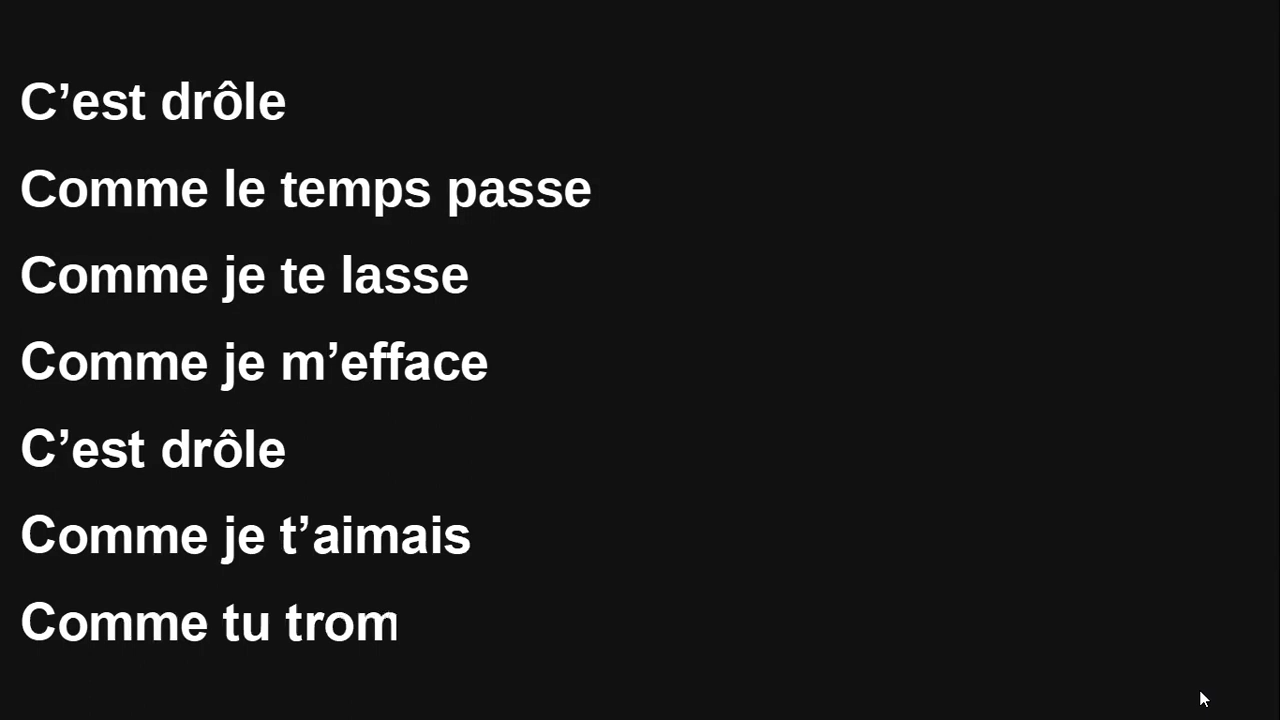 C’est drôle
Comme le temps passe
Comme je te lasse
Comme je m’efface
C’est drôle
Comme je t’aimais
Comme tu trom